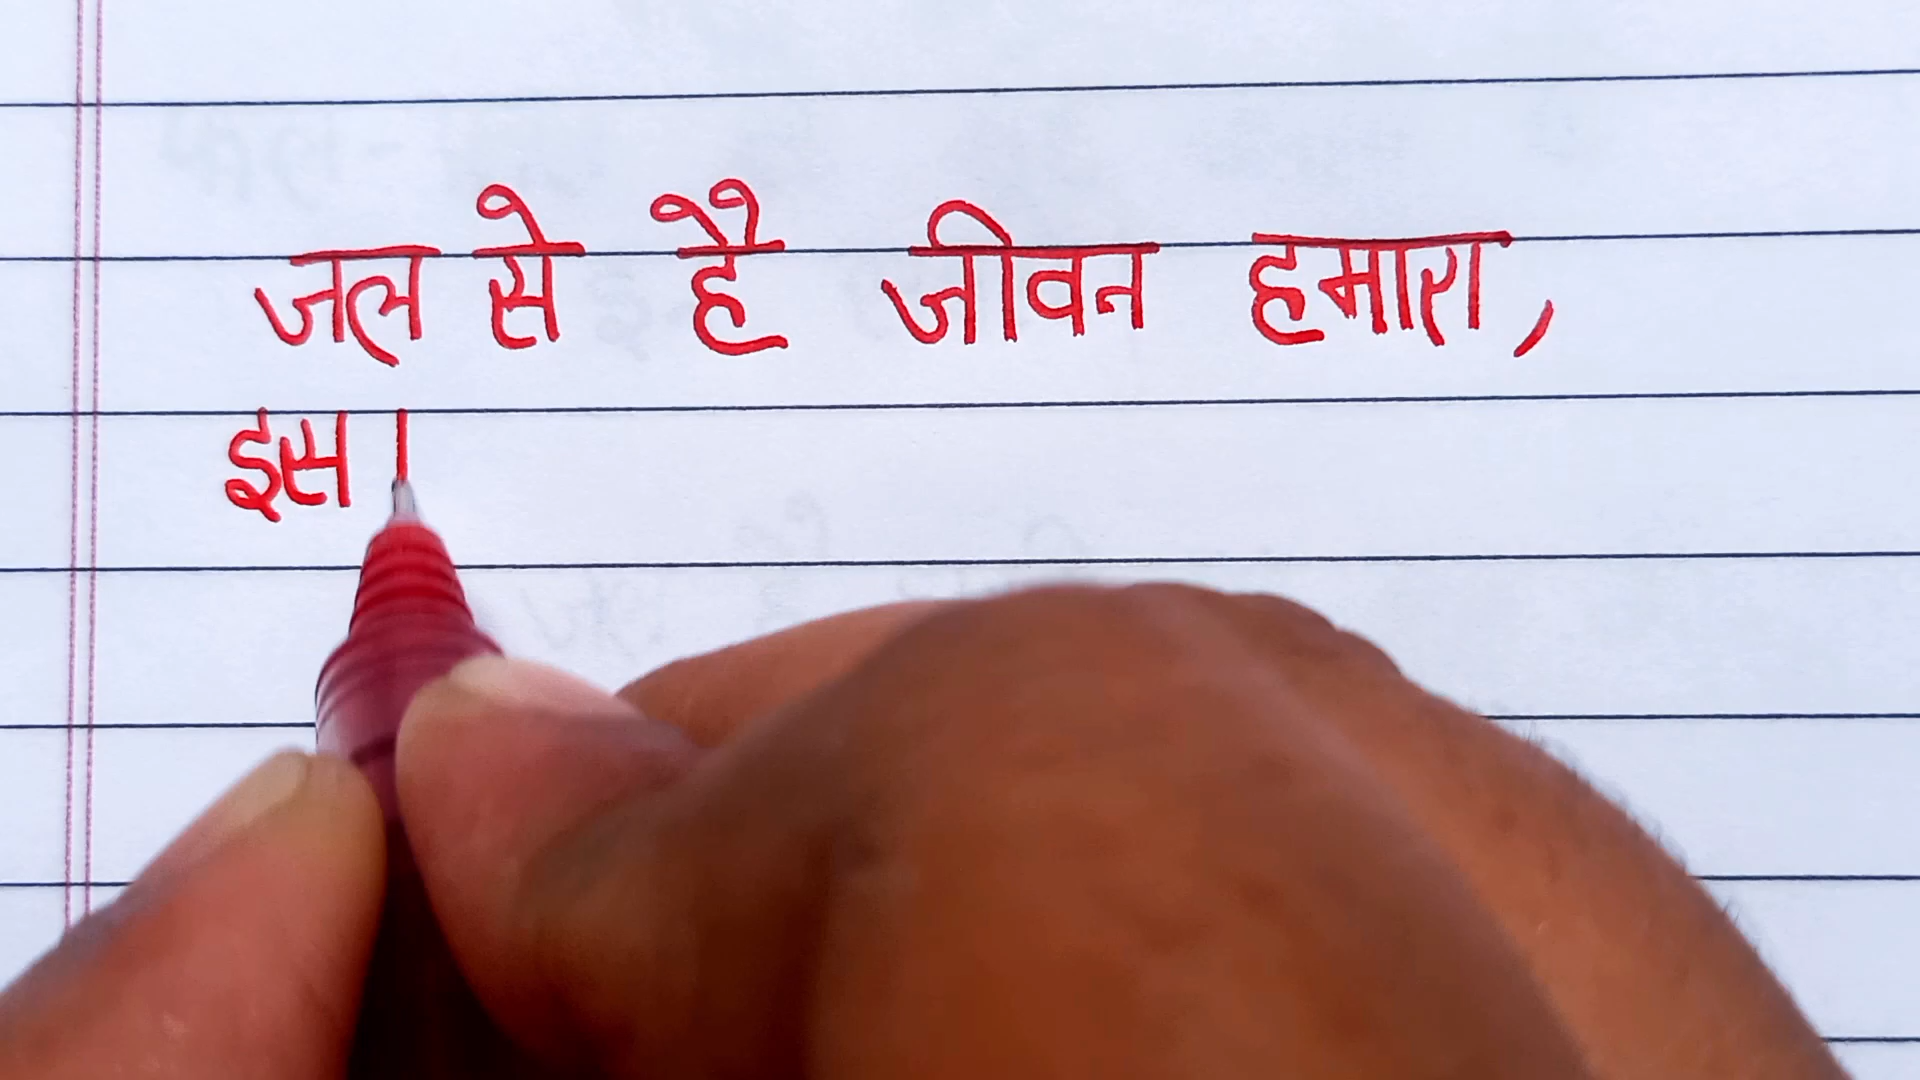 जल से है जीवन हमारा,
इस